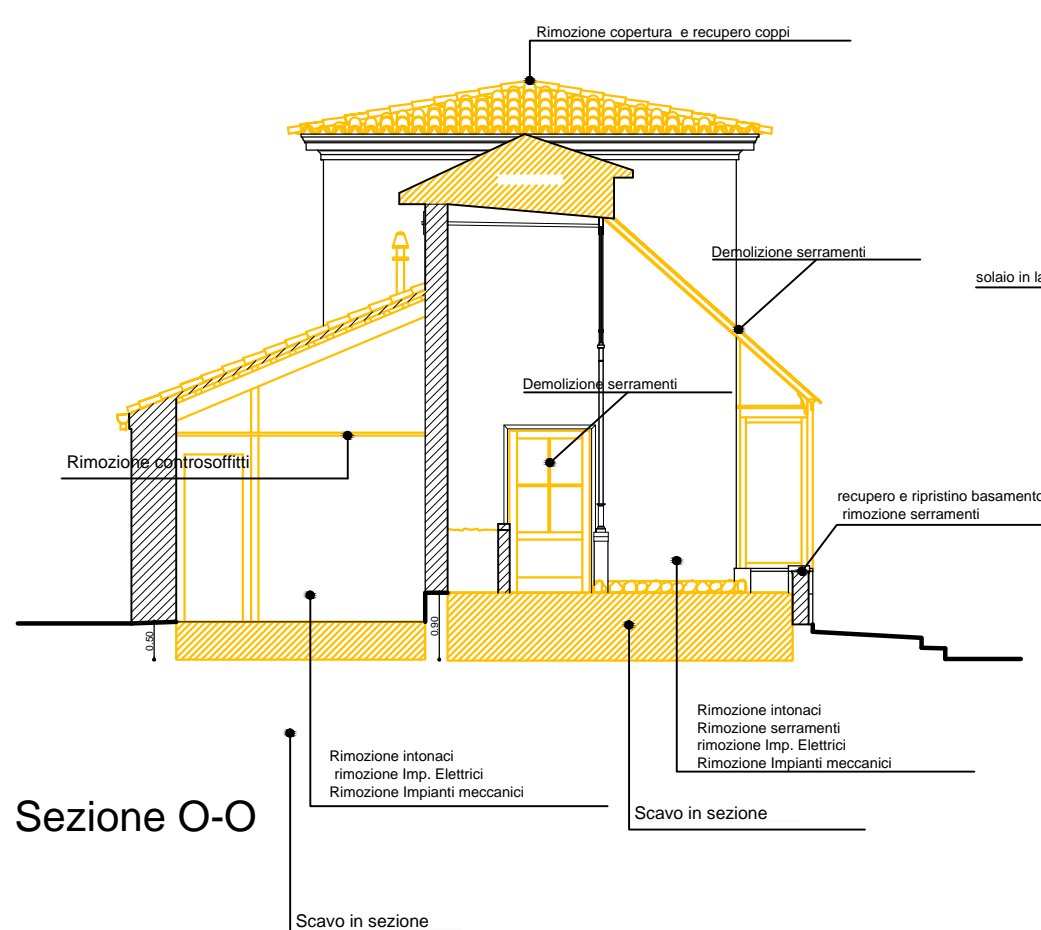 Rimozione copertura e recupero coppi
Demolizione serramenti
solaio in la
Demolizione serramenti
Rimozione controsoffitti
recupero e ripristino basamento
rimozione serramenti
0.50
0.90
Rimozione intonaci
Rimozione serramenti
rimozione Imp. Elettrici
Rimozione Impianti meccanici
Rimozione intonaci
rimozione Imp. Elettrici
Rimozione Impianti meccanici
Scavo in sezione
Sezione O-O
Scavo in sezione